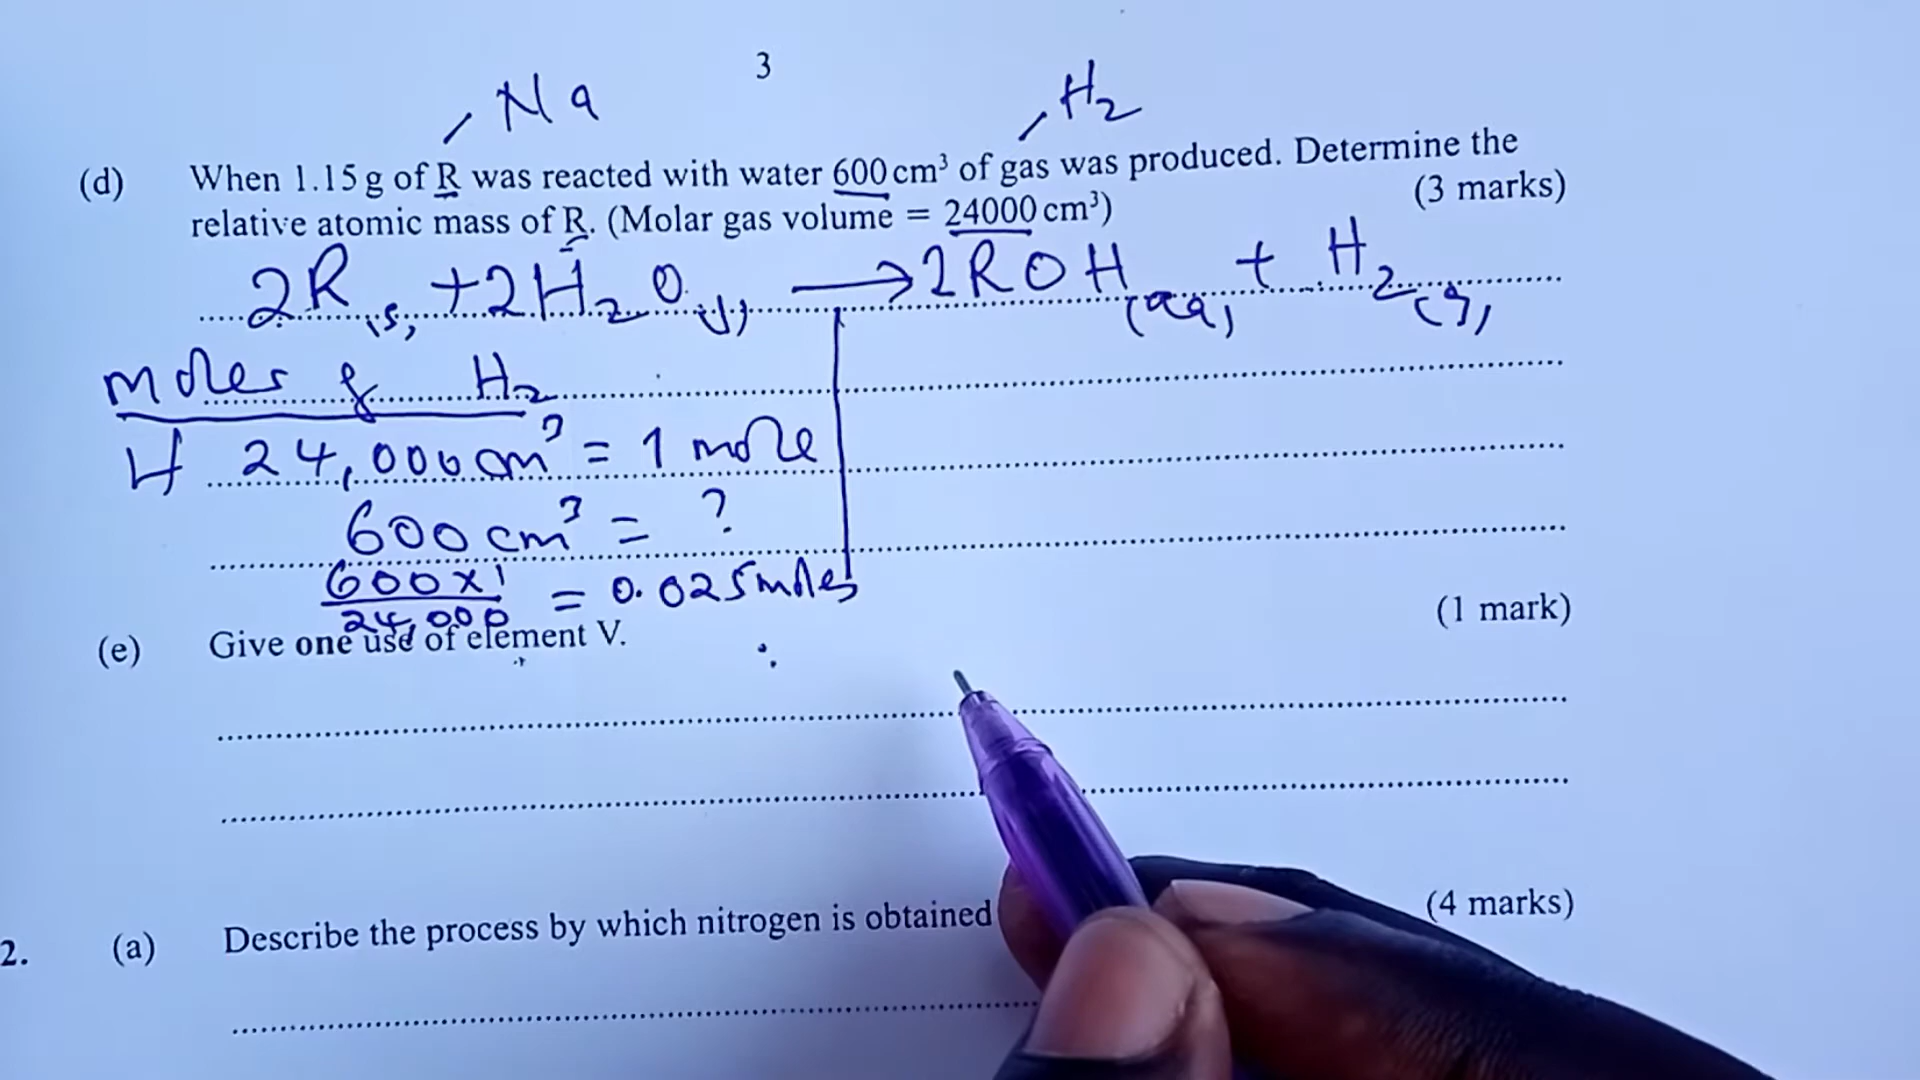 3
Na
H₂
(d) When 1.15 g of R was reacted with water 600 cm³ of gas was produced. Determine the
relative atomic mass of R. (Molar gas volume = 24000 cm³) (3 marks)
2R(s) + 2H₂O(l) → 2ROH(aq) + H₂(g)
moles of H₂
If 24,000 cm³ = 1 mole
600 cm³ = ?
600 x 1 / 24,000 = 0.025 moles
(e) Give one use of element V. (1 mark)
2. (a) Describe the process by which nitrogen is obtained (4 marks)